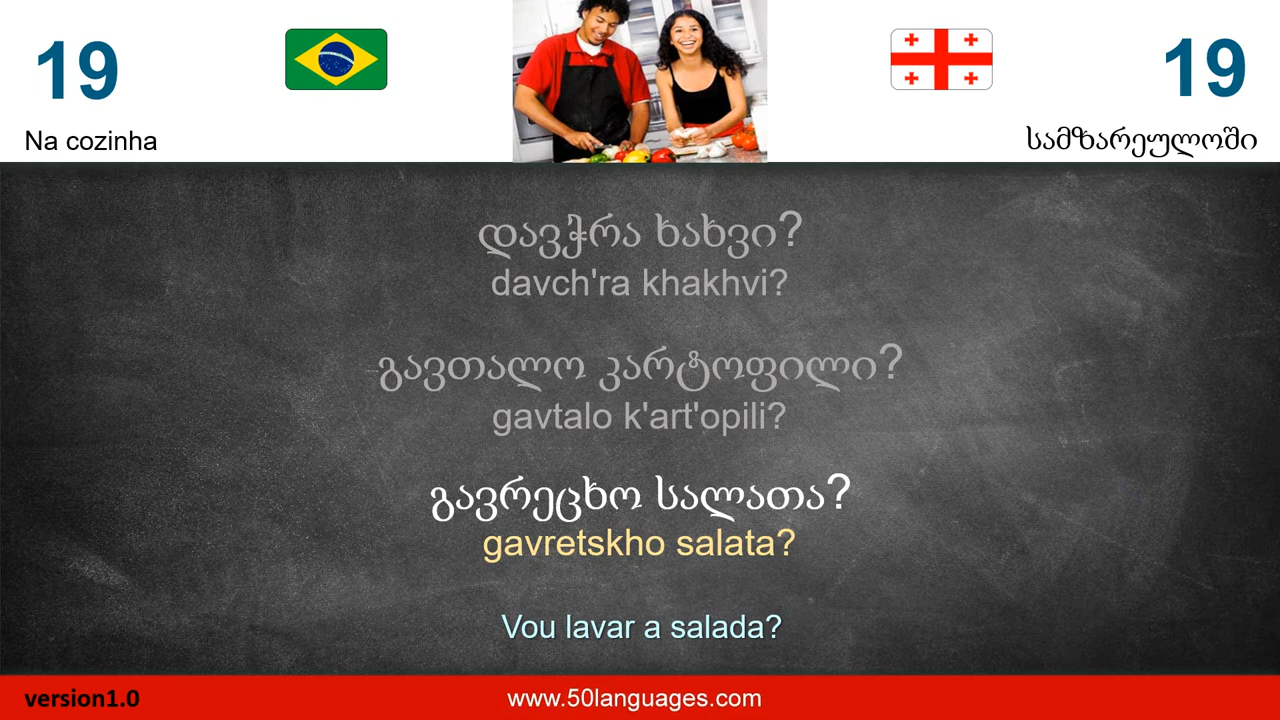 19
19
Na cozinha
სამზარეულოში
დავჭრა ხახვი?
davch'ra khakhvi?
გავთალო კარტოფილი?
gavtalo k'art'opili?
გავრეცხო სალათა?
gavretskho salata?
Vou lavar a salada?
version1.0
www.50languages.com